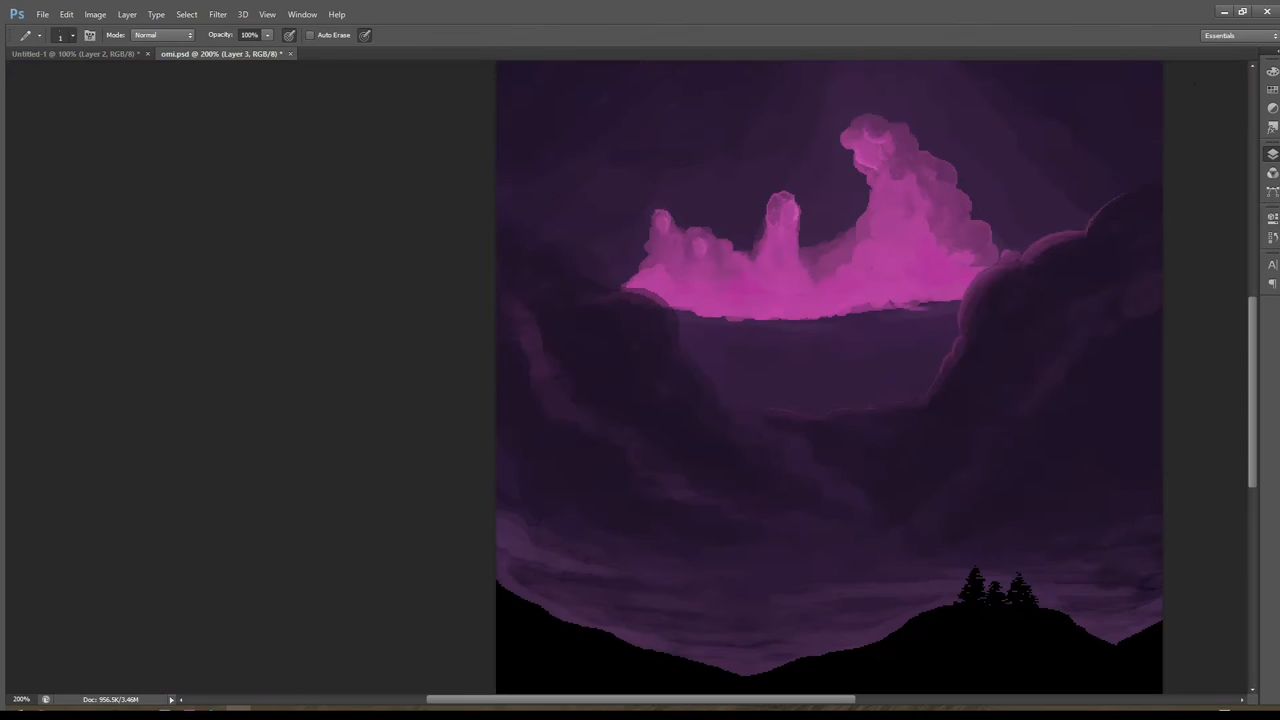 Ps File Edit Image Layer Type Select Filter 3D View Window Help
1 Mode: Normal Opacity: 100% Auto Erase Essentials
Untitled-1 @ 100% (Layer 2, RGB/8) * × omi.psd @ 200% (Layer 3, RGB/8) * ×
A
200% Doc: 956.5K/3.46M